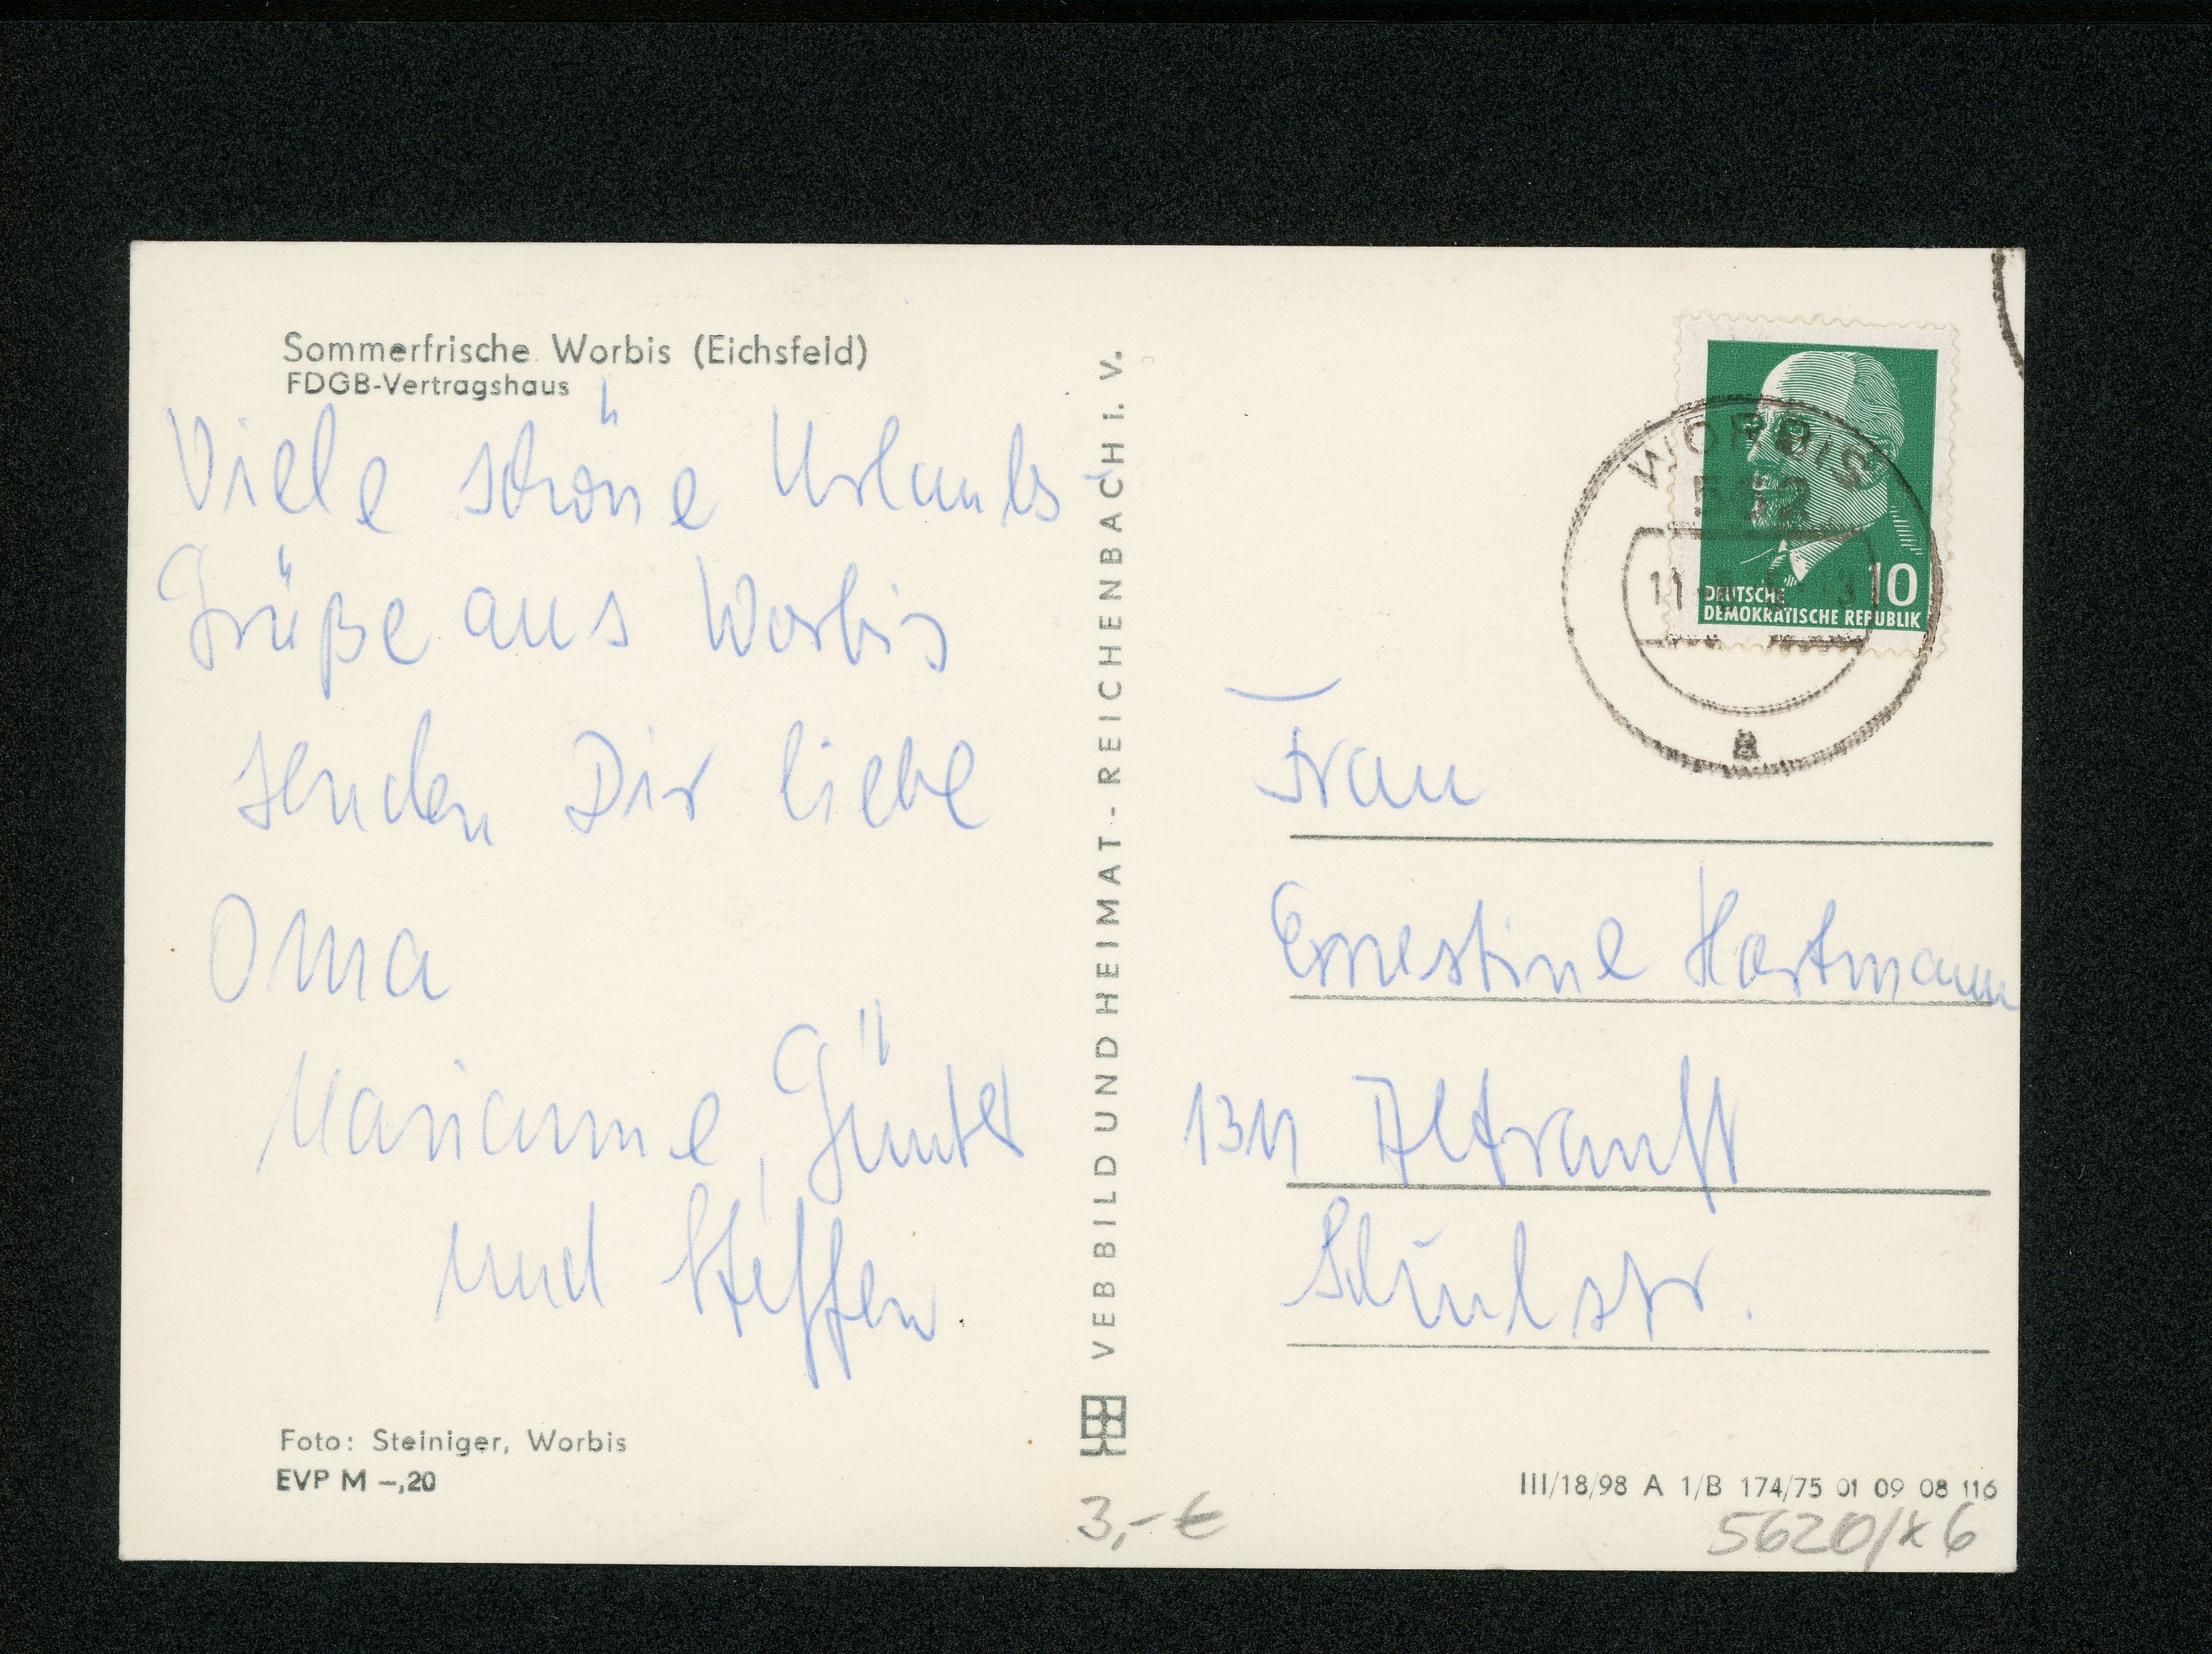 Sommerfrische Worbis (Eichsfeld)
FDGB-Vertragshaus
Viele schöne Urlaubs-
Grüße aus Worbis
senden Dir liebe
Oma
Marianne, Günter
und Steffen.
Foto: Steiniger, Worbis
EVP M –,20
VEB BILD UND HEIMAT - REICHENBACH i. V.
WORBIS
11
a
10
DEUTSCHE
DEMOKRATISCHE REPUBLIK
Frau
Ernestine Hartmann
1311 Altranft
Schulstr.
III/18/98 A 1/B 174/75 01 09 08 116
3,- €
5620/x6